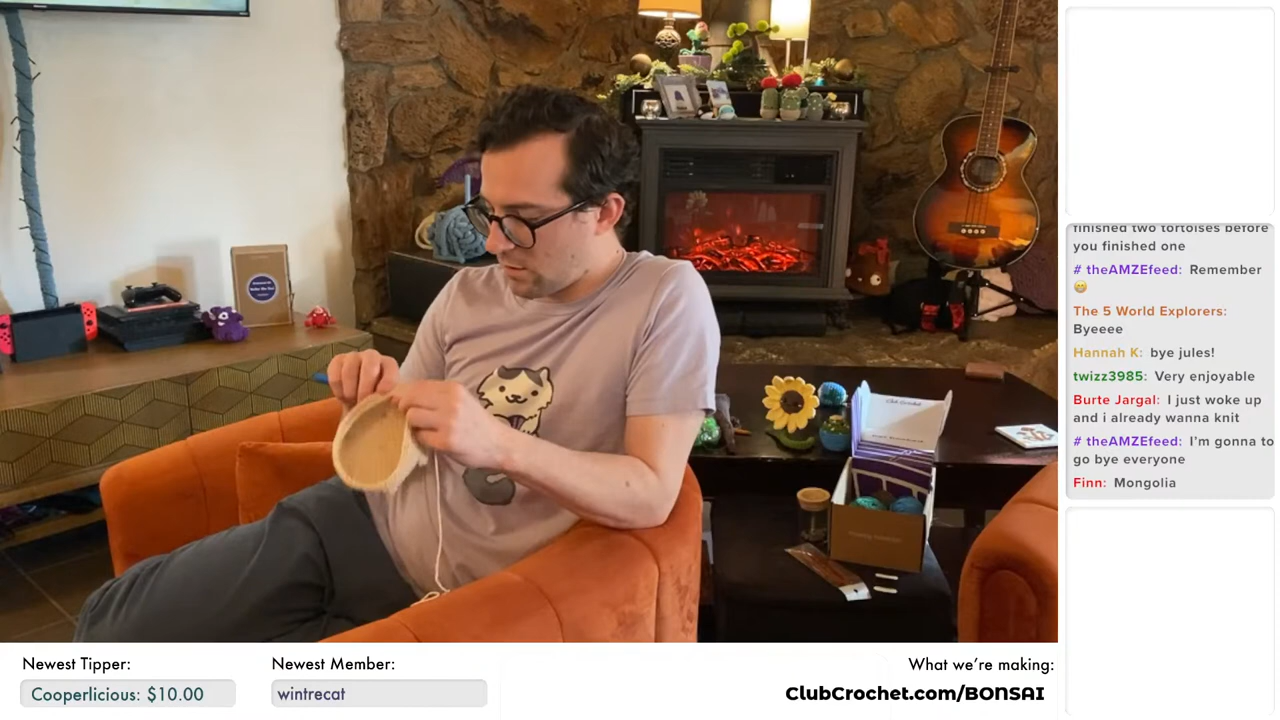 finished two tortoises before
you finished one
# theAMZEfeed: Remember
😁
The 5 World Explorers:
Byeeee
Hannah K: bye jules!
twizz3985: Very enjoyable
Burte Jargal: I just woke up
and i already wanna knit
# theAMZEfeed: I'm gonna to
go bye everyone
Finn: Mongolia
Newest Tipper:
Cooperlicious: $10.00
Newest Member:
wintrecat
What we're making:
ClubCrochet.com/BONSAI